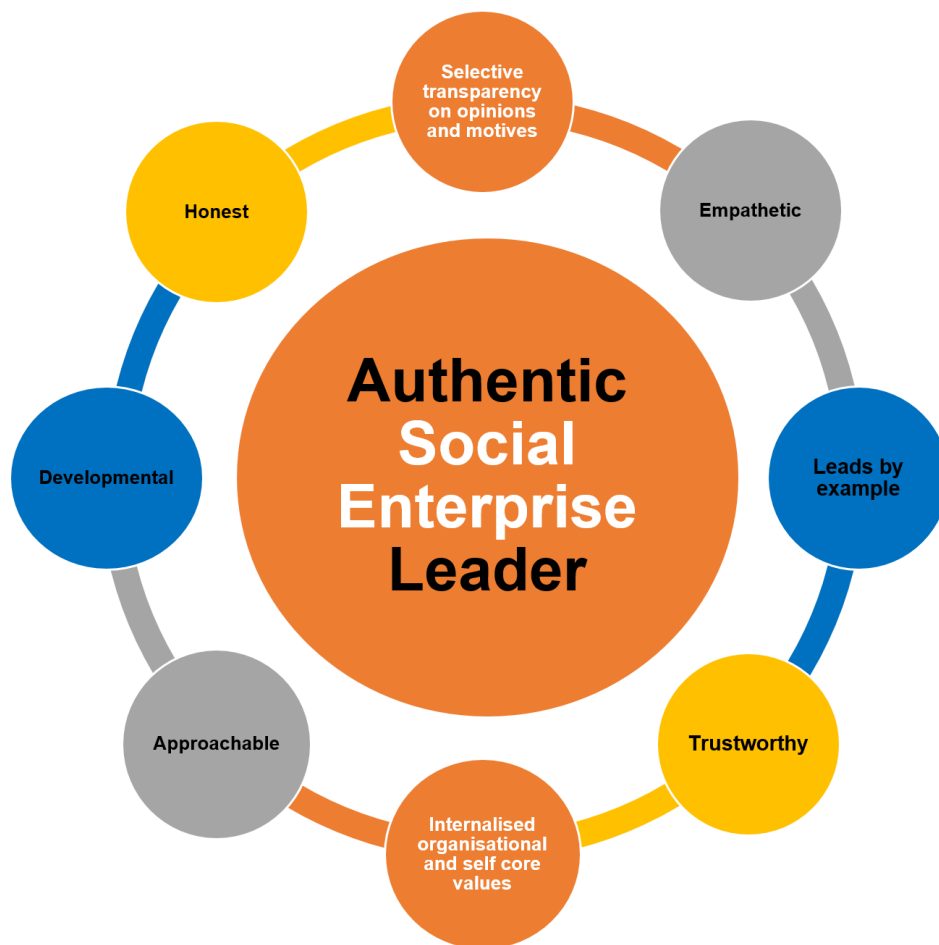 Selective
transparency
on opinions
and motives
Honest
Empathetic
Authentic
Social
Enterprise
Leader
Developmental
Leads by
example
Approachable
Trustworthy
Internalised
organisational
and self core
values